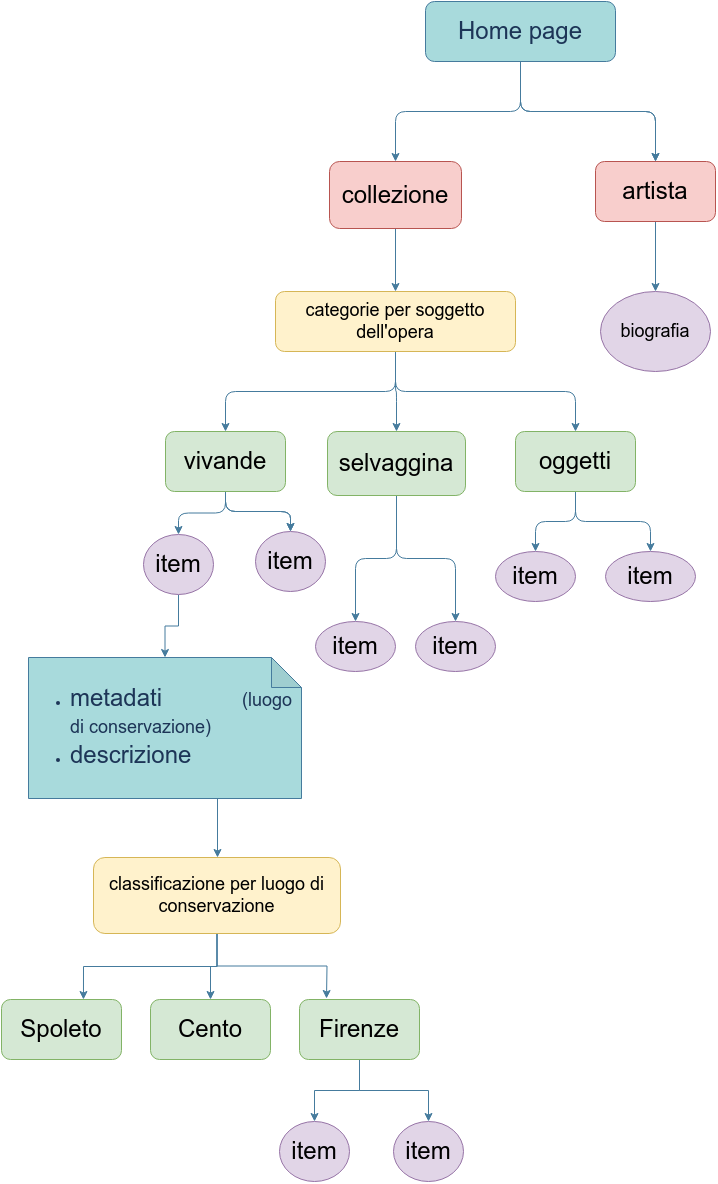 Home page
collezione
artista
categorie per soggetto
dell'opera
biografia
vivande
selvaggina
oggetti
item
item
item
item
item
item
• metadati (luogo
di conservazione)
• descrizione
classificazione per luogo di
conservazione
Spoleto
Cento
Firenze
item
item